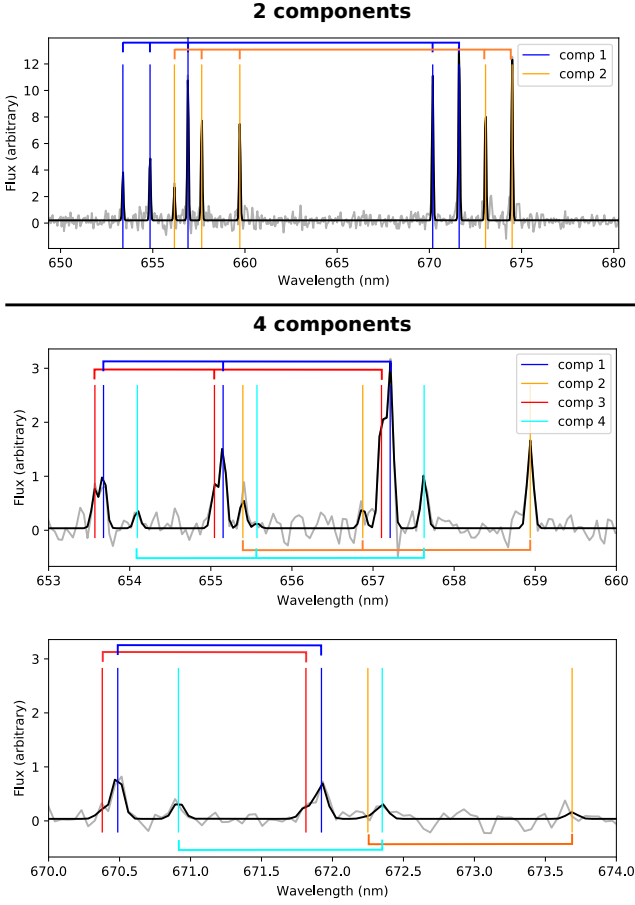 2 components
12
10
8
6
4
2
0
Flux (arbitrary)
comp 1
comp 2
650 655 660 665 670 675 680
Wavelength (nm)
4 components
3
2
1
0
Flux (arbitrary)
comp 1
comp 2
comp 3
comp 4
653 654 655 656 657 658 659 660
Wavelength (nm)
3
2
1
0
Flux (arbitrary)
670.0 670.5 671.0 671.5 672.0 672.5 673.0 673.5 674.0
Wavelength (nm)